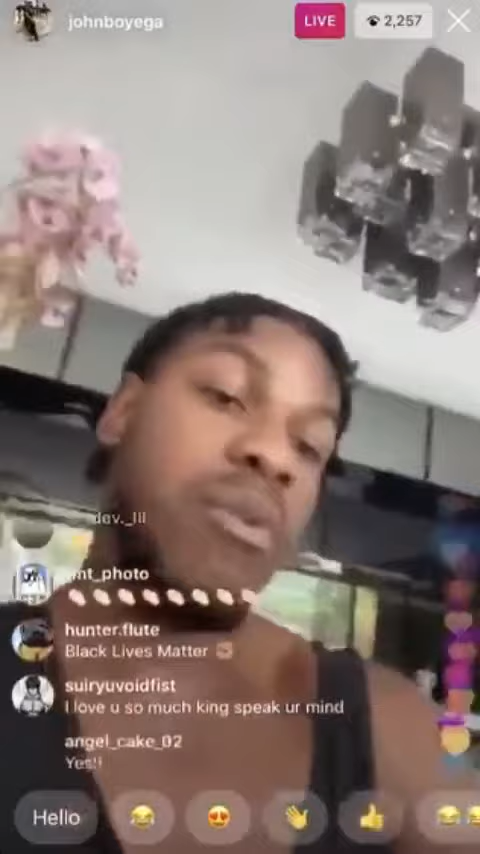 johnboyega
LIVE
2,257
dev._lil
mt_photo
hunter.flute
Black Lives Matter
suiryuvoidfist
I love u so much king speak ur mind
angel_cake_02
Yes!!
Hello